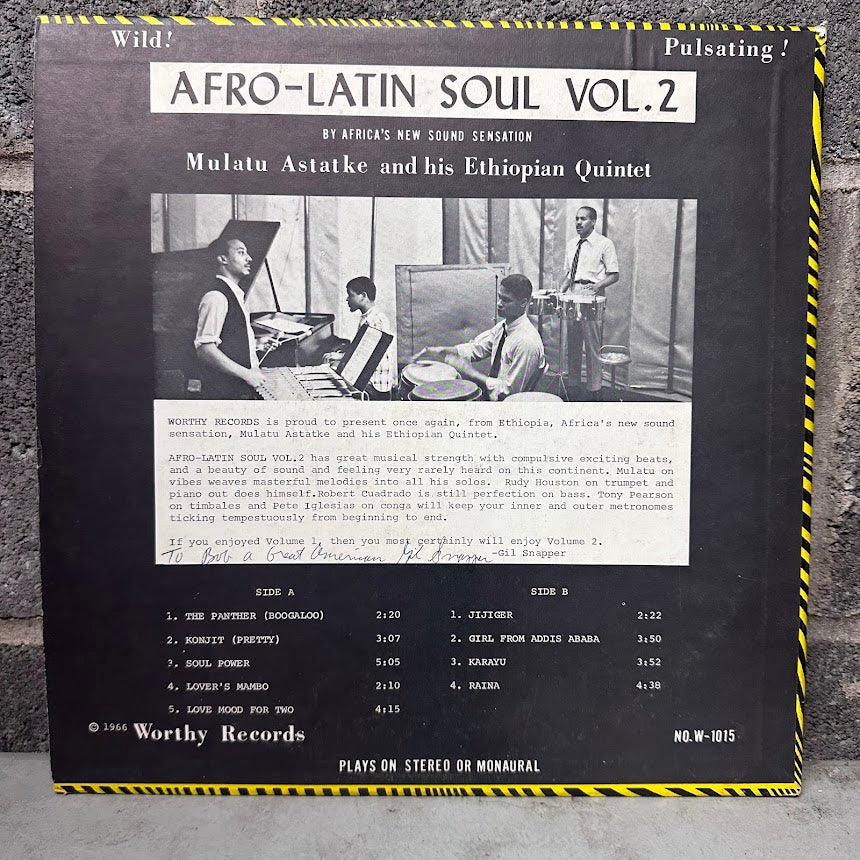 Wild! Pulsating!
AFRO-LATIN SOUL VOL.2
BY AFRICA'S NEW SOUND SENSATION
Mulatu Astatke and his Ethiopian Quintet
WORTHY RECORDS is proud to present once again, from Ethiopia, Africa's new sound
sensation, Mulatu Astatke and his Ethiopian Quintet.
AFRO-LATIN SOUL VOL.2 has great musical strength with compulsive exciting beats,
and a beauty of sound and feeling very rarely heard on this continent. Mulatu on
vibes weaves masterful melodies into all his solos. Rudy Houston on trumpet and
piano out does himself.Robert Cuadrado is still perfection on bass. Tony Pearson
on timbales and Pete Iglesias on conga will keep your inner and outer metronomes
ticking tempestuously from beginning to end.
If you enjoyed Volume 1, then you most certainly will enjoy Volume 2.
-Gil Snapper
To Bob a Great American Gil Snapper
SIDE A
1. THE PANTHER (BOOGALOO) 2:20
2. KONJIT (PRETTY) 3:07
3. SOUL POWER 5:05
4. LOVER'S MAMBO 2:10
5. LOVE MOOD FOR TWO 4:15
SIDE B
1. JIJIGER 2:22
2. GIRL FROM ADDIS ABABA 3:50
3. KARAYU 3:52
4. RAINA 4:38
© 1966 Worthy Records
NO.W-1015
PLAYS ON STEREO OR MONAURAL